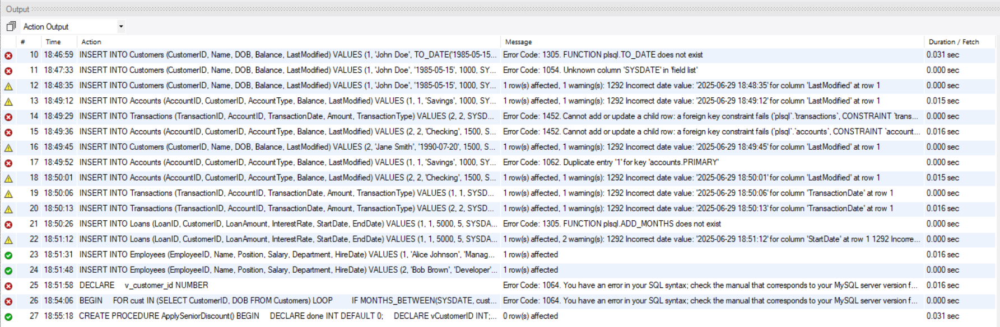 Output
Action Output
# Time Action Message Duration / Fetch
10 18:46:59 INSERT INTO Customers (CustomerID, Name, DOB, Balance, LastModified) VALUES (1, 'John Doe', TO_DATE('1985-05-15... Error Code: 1305. FUNCTION plsql.TO_DATE does not exist 0.031 sec
11 18:47:33 INSERT INTO Customers (CustomerID, Name, DOB, Balance, LastModified) VALUES (1, 'John Doe', '1985-05-15', 1000, SY... Error Code: 1054. Unknown column 'SYSDATE' in 'field list' 0.000 sec
12 18:48:35 INSERT INTO Customers (CustomerID, Name, DOB, Balance, LastModified) VALUES (1, 'John Doe', '1985-05-15', 1000, SY... 1 row(s) affected, 1 warning(s): 1292 Incorrect date value: '2025-06-29 18:48:35' for column 'LastModified' at row 1 0.000 sec
13 18:49:12 INSERT INTO Accounts (AccountID, CustomerID, AccountType, Balance, LastModified) VALUES (1, 1, 'Savings', 1000, SY... 1 row(s) affected, 1 warning(s): 1292 Incorrect date value: '2025-06-29 18:49:12' for column 'LastModified' at row 1 0.015 sec
14 18:49:29 INSERT INTO Transactions (TransactionID, AccountID, TransactionDate, Amount, TransactionType) VALUES (2, 2, SYSD... Error Code: 1452. Cannot add or update a child row: a foreign key constraint fails (`plsql`.`transactions`, CONSTRAINT `trans... 0.000 sec
15 18:49:36 INSERT INTO Accounts (AccountID, CustomerID, AccountType, Balance, LastModified) VALUES (2, 2, 'Checking', 1500, S... Error Code: 1452. Cannot add or update a child row: a foreign key constraint fails (`plsql`.`accounts`, CONSTRAINT `account... 0.016 sec
16 18:49:45 INSERT INTO Customers (CustomerID, Name, DOB, Balance, LastModified) VALUES (2, 'Jane Smith', '1990-07-20', 1500, S... 1 row(s) affected, 1 warning(s): 1292 Incorrect date value: '2025-06-29 18:49:45' for column 'LastModified' at row 1 0.000 sec
17 18:49:52 INSERT INTO Accounts (AccountID, CustomerID, AccountType, Balance, LastModified) VALUES (1, 1, 'Savings', 1000, SY... Error Code: 1062. Duplicate entry '1' for key 'accounts.PRIMARY' 0.000 sec
18 18:50:01 INSERT INTO Accounts (AccountID, CustomerID, AccountType, Balance, LastModified) VALUES (2, 2, 'Checking', 1500, S... 1 row(s) affected, 1 warning(s): 1292 Incorrect date value: '2025-06-29 18:50:01' for column 'LastModified' at row 1 0.015 sec
19 18:50:06 INSERT INTO Transactions (TransactionID, AccountID, TransactionDate, Amount, TransactionType) VALUES (1, 1, SYSD... 1 row(s) affected, 1 warning(s): 1292 Incorrect date value: '2025-06-29 18:50:06' for column 'TransactionDate' at row 1 0.000 sec
20 18:50:13 INSERT INTO Transactions (TransactionID, AccountID, TransactionDate, Amount, TransactionType) VALUES (2, 2, SYSD... 1 row(s) affected, 1 warning(s): 1292 Incorrect date value: '2025-06-29 18:50:13' for column 'TransactionDate' at row 1 0.016 sec
21 18:50:26 INSERT INTO Loans (LoanID, CustomerID, LoanAmount, InterestRate, StartDate, EndDate) VALUES (1, 1, 5000, 5, SYSDA... Error Code: 1305. FUNCTION plsql.ADD_MONTHS does not exist 0.000 sec
22 18:51:12 INSERT INTO Loans (LoanID, CustomerID, LoanAmount, InterestRate, StartDate, EndDate) VALUES (1, 1, 5000, 5, SYSDA... 1 row(s) affected, 2 warning(s): 1292 Incorrect date value: '2025-06-29 18:51:12' for column 'StartDate' at row 1 1292 Incorre... 0.000 sec
23 18:51:31 INSERT INTO Employees (EmployeeID, Name, Position, Salary, Department, HireDate) VALUES (1, 'Alice Johnson', 'Manag... 1 row(s) affected 0.016 sec
24 18:51:48 INSERT INTO Employees (EmployeeID, Name, Position, Salary, Department, HireDate) VALUES (2, 'Bob Brown', 'Developer'... 1 row(s) affected 0.000 sec
25 18:51:58 DECLARE v_customer_id NUMBER Error Code: 1064. You have an error in your SQL syntax; check the manual that corresponds to your MySQL server version f... 0.016 sec
26 18:54:06 BEGIN FOR cust IN (SELECT CustomerID, DOB FROM Customers) LOOP IF MONTHS_BETWEEN(SYSDATE, cust... Error Code: 1064. You have an error in your SQL syntax; check the manual that corresponds to your MySQL server version f... 0.000 sec
27 18:55:18 CREATE PROCEDURE ApplySeniorDiscount() BEGIN DECLARE done INT DEFAULT 0; DECLARE vCustomerID INT;... 0 row(s) affected 0.031 sec